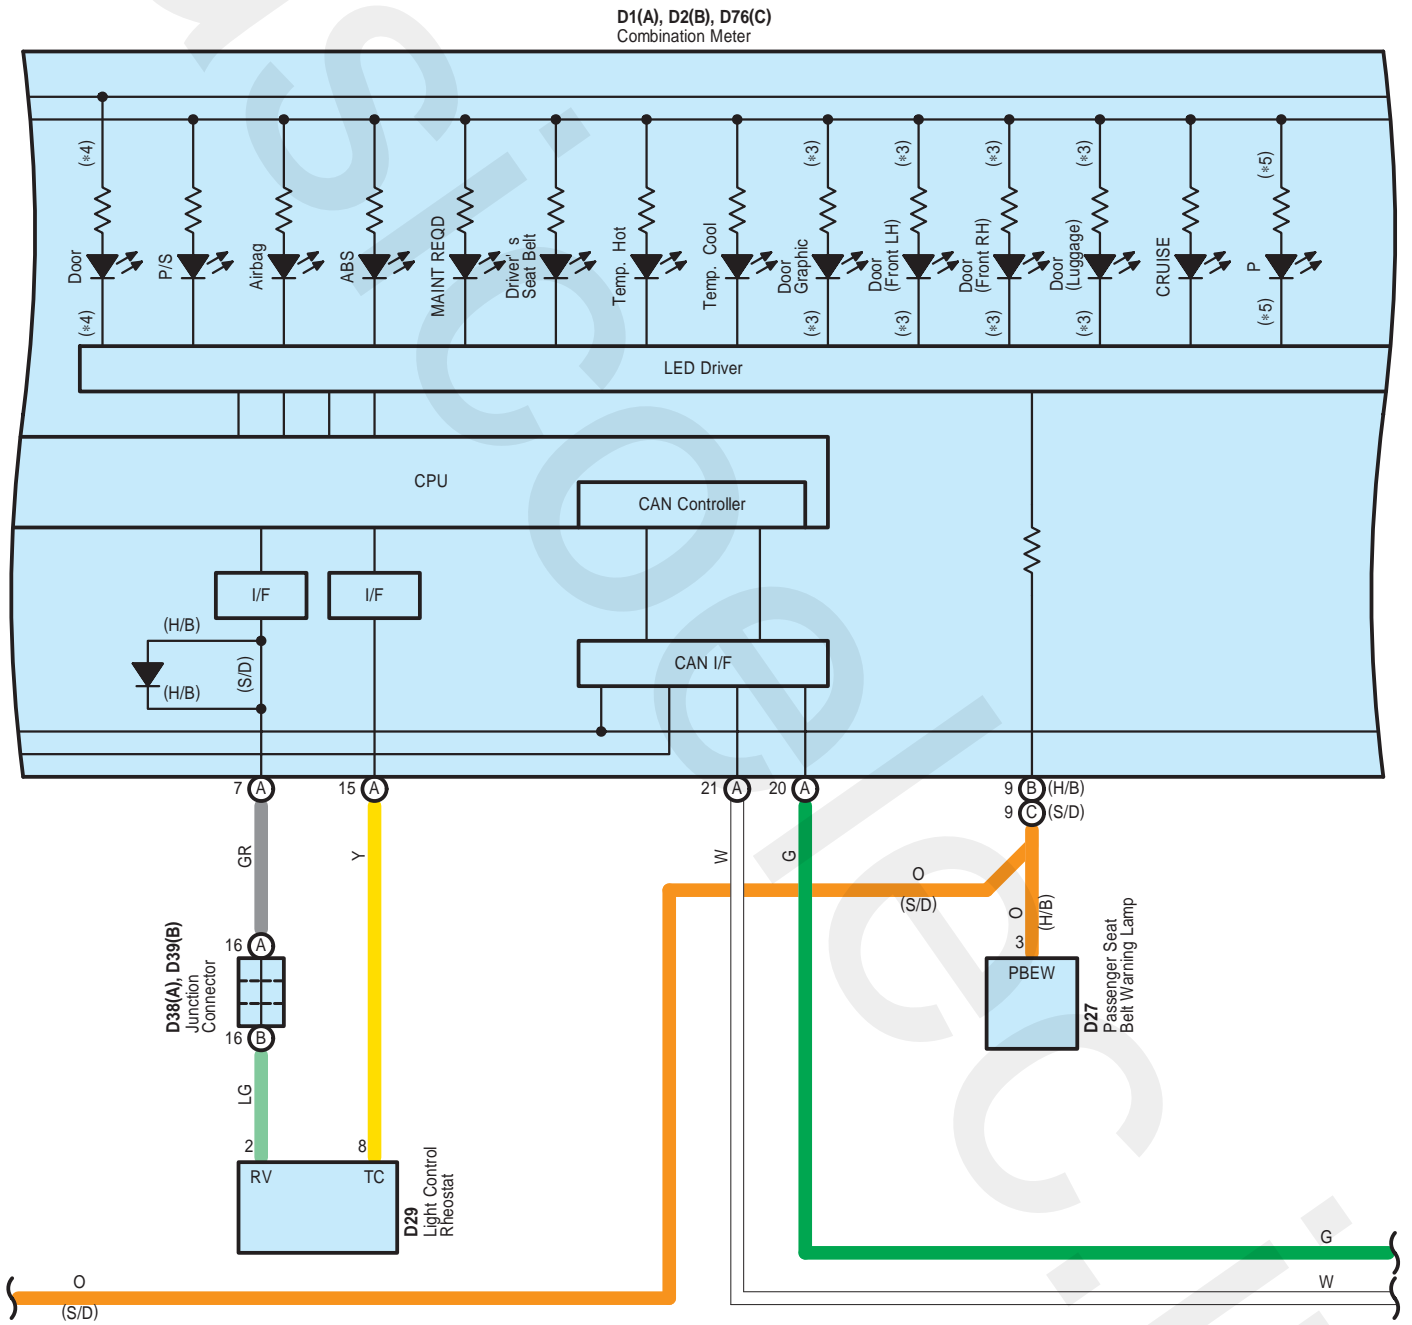 D1(A), D2(B), D76(C)
Combination Meter
(∗4)
(∗3)
(∗3)
(∗3)
(∗3)
(∗5)
Door
P/S
Airbag
ABS
MAINT REQD
Driver' s
Seat Belt
Temp. Hot
Temp. Cool
Door
Graphic
Door
(Front LH)
Door
(Front RH)
Door
(Luggage)
CRUISE
P
(∗4)
(∗3)
(∗3)
(∗3)
(∗3)
(∗5)
LED Driver
CPU
CAN Controller
I/F
I/F
(H/B)
(S/D)
(H/B)
CAN I/F
7 A
15 A
21 A
20 A
9 B (H/B)
9 C (S/D)
GR
Y
W
G
O
(S/D)
O
(H/B)
16 A
D38(A), D39(B)
Junction
Connector
16 B
3
PBEW
D27
Passenger Seat
Belt Warning Lamp
LG
2
8
RV
TC
D29
Light Control
Rheostat
G
W
O
(S/D)